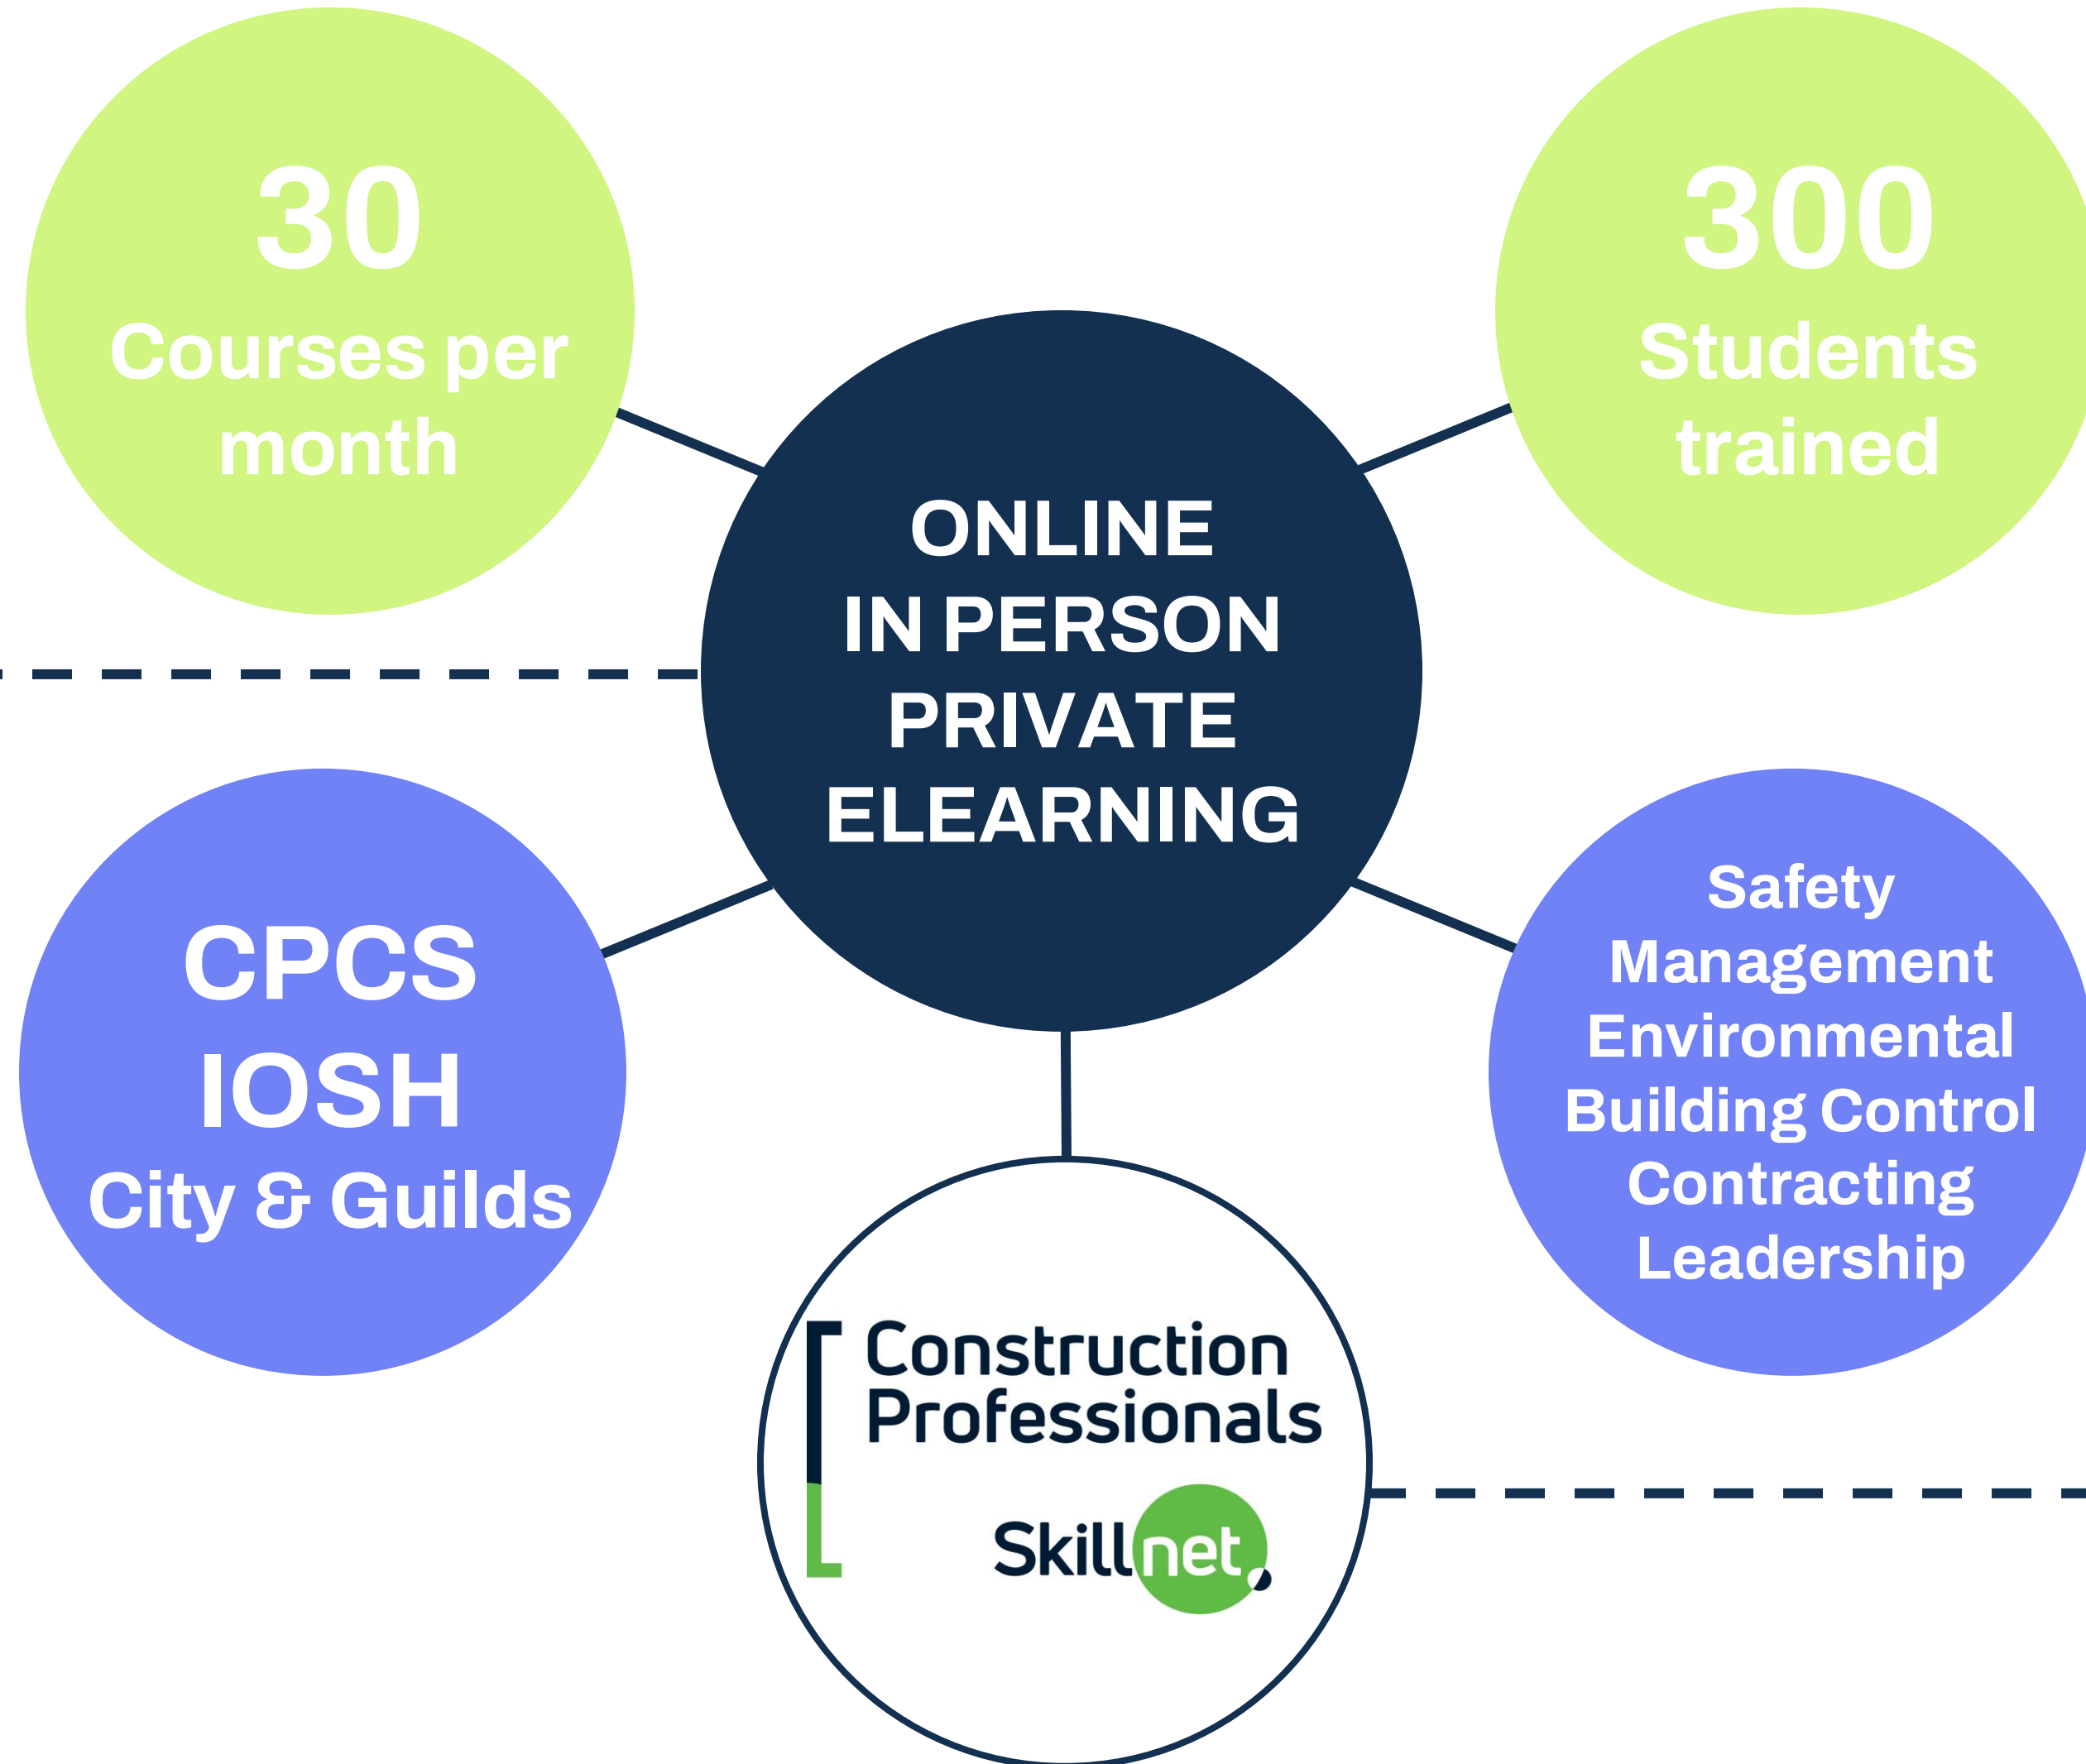 30
Courses per
month
300
Students
trained
ONLINE
IN PERSON
PRIVATE
ELEARNING
CPCS
IOSH
City & Guilds
Safety
Management
Environmental
Building Control
Contracting
Leadership
Construction
Professionals
Skillnet